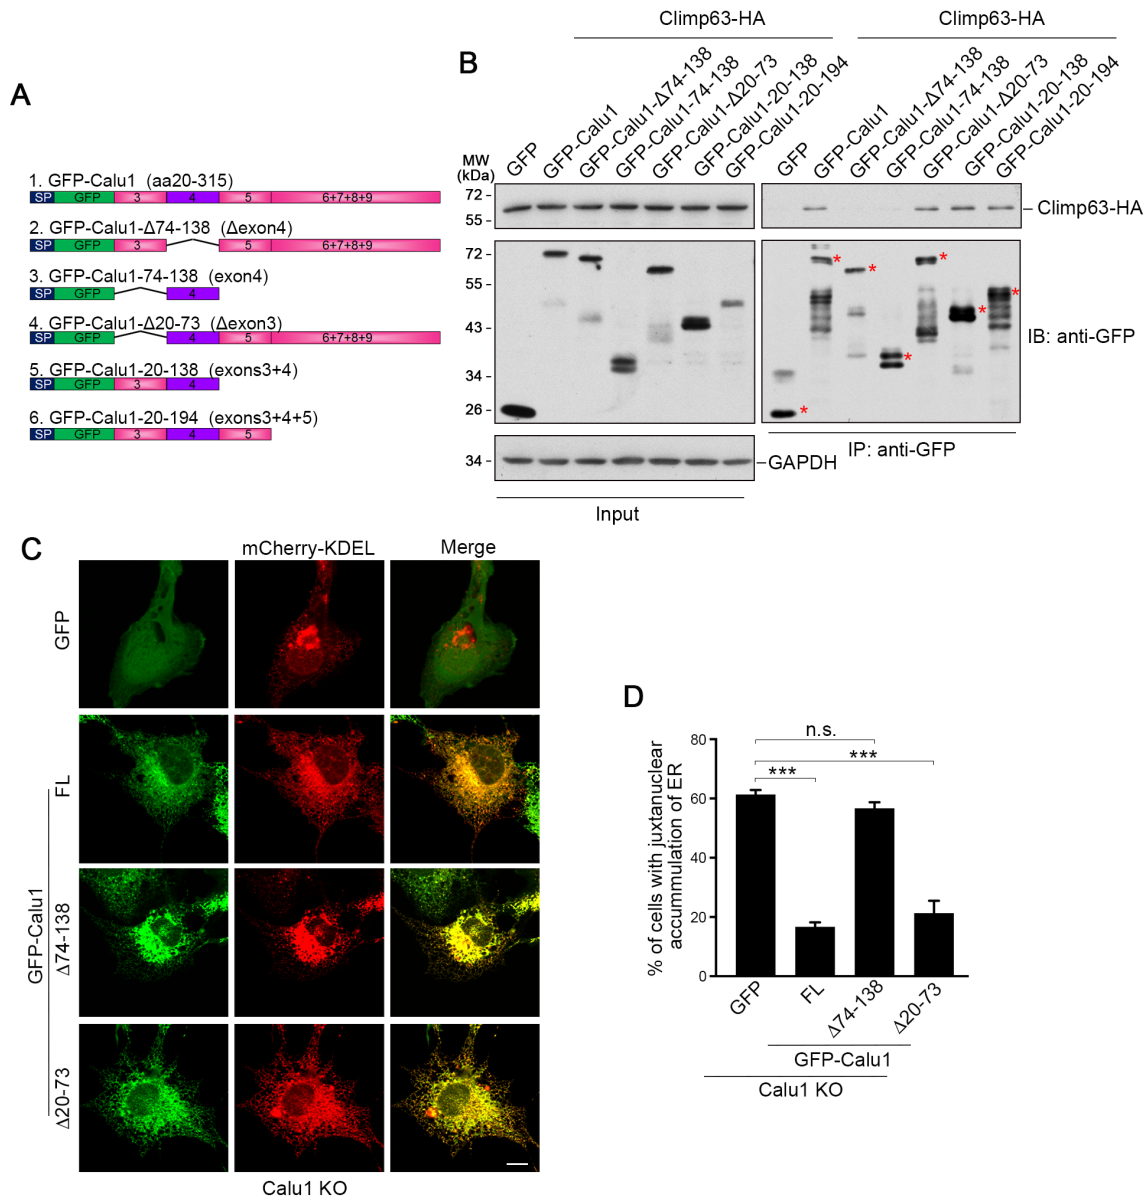 A
1. GFP-Calu1 (aa20-315)
SP GFP 3 4 5 6+7+8+9
2. GFP-Calu1-Δ74-138 (Δexon4)
SP GFP 3 5 6+7+8+9
3. GFP-Calu1-74-138 (exon4)
SP GFP 4
4. GFP-Calu1-Δ20-73 (Δexon3)
SP GFP 4 5 6+7+8+9
5. GFP-Calu1-20-138 (exons3+4)
SP GFP 3 4
6. GFP-Calu1-20-194 (exons3+4+5)
SP GFP 3 4 5
B
Climp63-HA
Climp63-HA
GFP
GFP-Calu1
GFP-Calu1-Δ74-138
GFP-Calu1-74-138
GFP-Calu1-Δ20-73
GFP-Calu1-20-138
GFP-Calu1-20-194
GFP
GFP-Calu1
GFP-Calu1-Δ74-138
GFP-Calu1-74-138
GFP-Calu1-Δ20-73
GFP-Calu1-20-138
GFP-Calu1-20-194
MW
(kDa)
72 -
55 -
–Climp63-HA
72 -
55 -
43 -
34 -
26 -
* * * * * * *
IB: anti-GFP
IP: anti-GFP
34 -
–GAPDH
Input
C
mCherry-KDEL
Merge
GFP
GFP-Calu1
FL
Δ74-138
Δ20-73
Calu1 KO
D
% of cells with juxtanuclear
accummulation of ER
80
60
40
20
0
n.s.
***
***
GFP
FL
Δ74-138
Δ20-73
GFP-Calu1
Calu1 KO